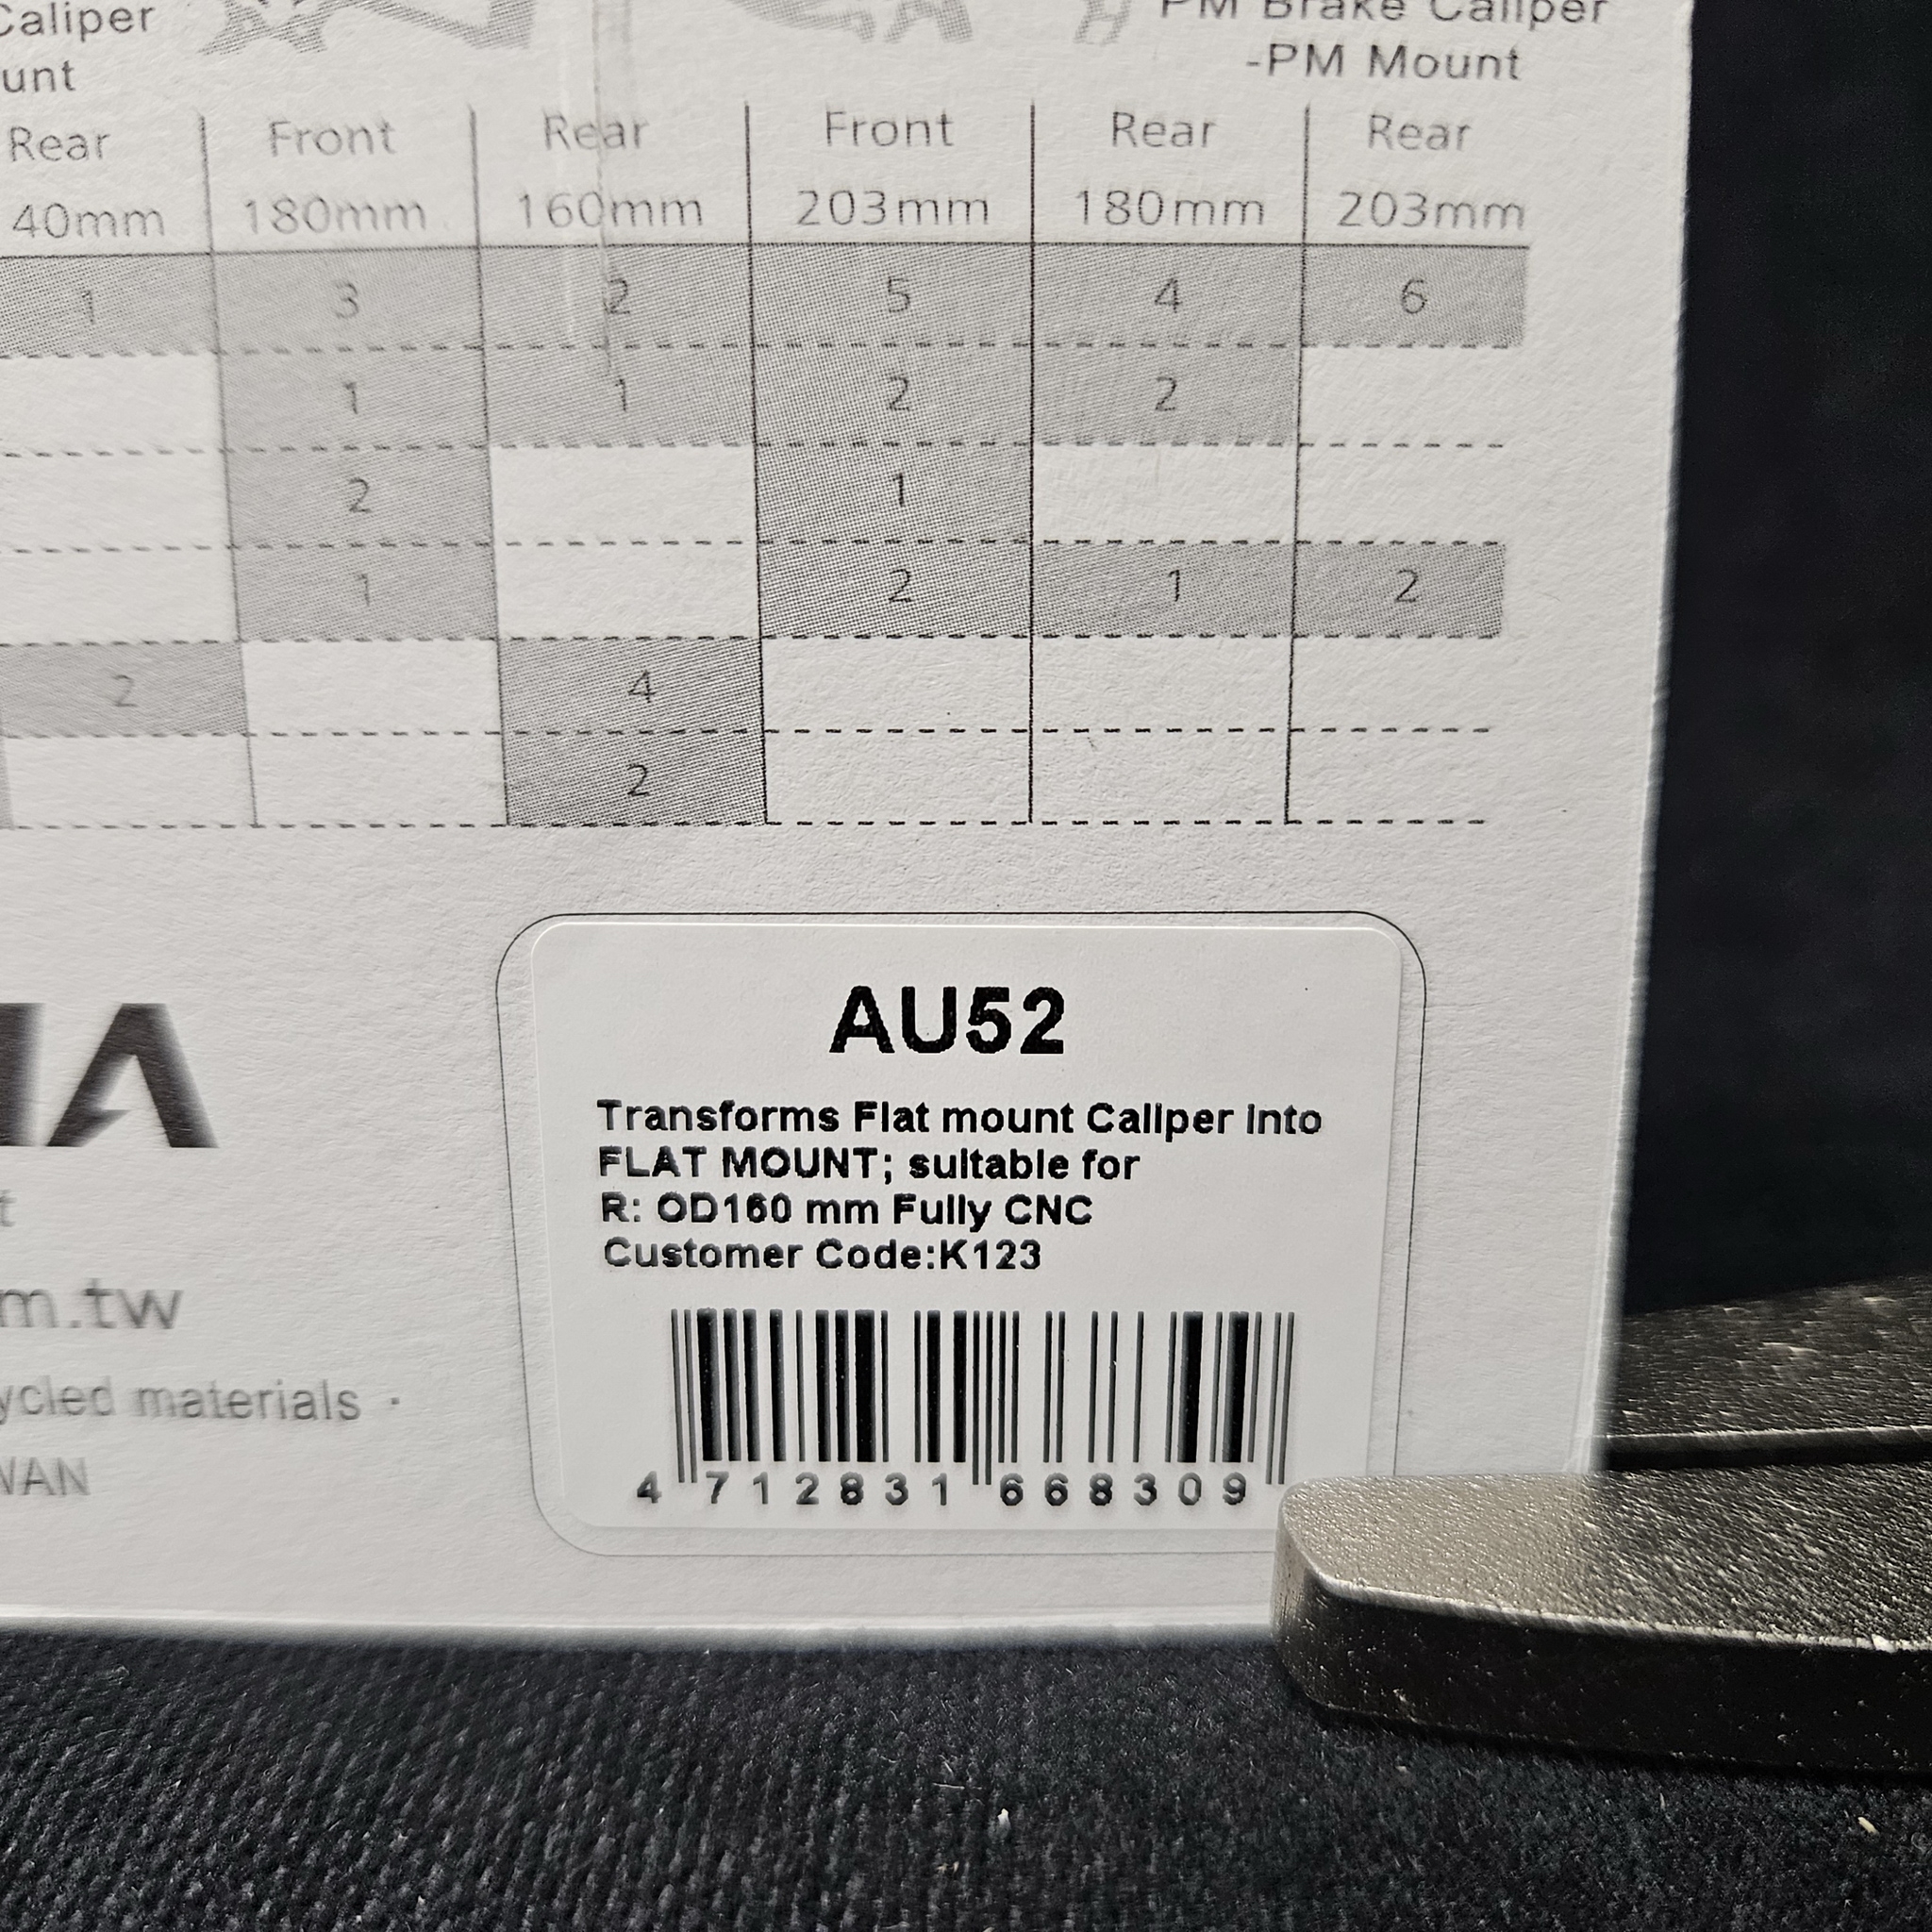 Caliper
PM Brake Caliper
unt
-PM Mount
Rear Front Rear Front Rear Rear
40mm 180mm 160mm 203mm 180mm 203mm
1 3 2 5 4 6
1 1 2 2
2 1
1 2 1 2
2 4
2
AU52
Transforms Flat mount Caliper into
FLAT MOUNT; suitable for
R: OD160 mm Fully CNC
Customer Code:K123
4 712831 668309
t
m.tw
ycled materials ·
WAN